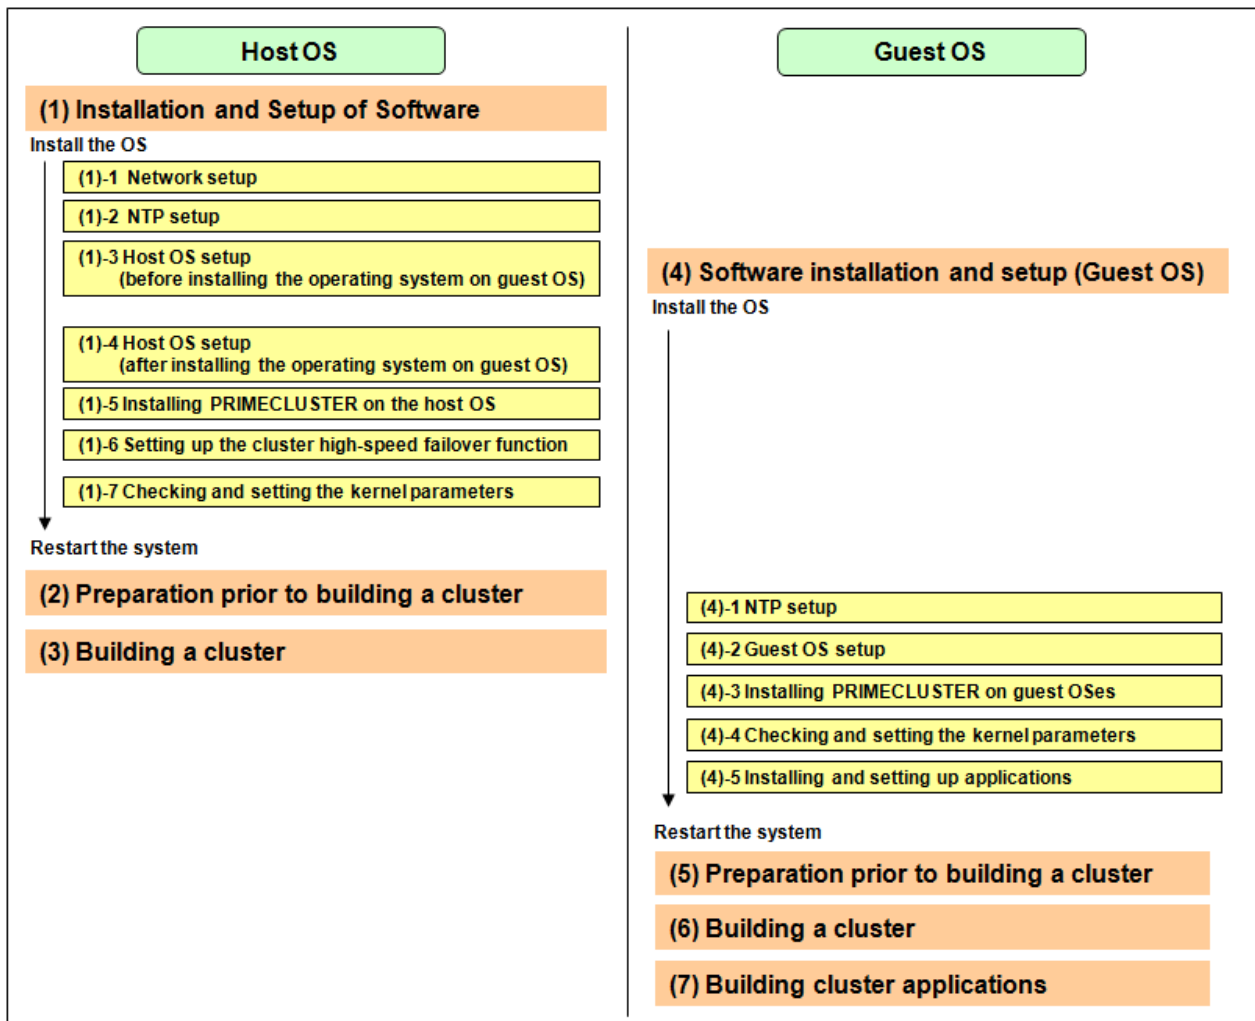 Host OS
(1) Installation and Setup of Software
Install the OS
(1)-1 Network setup
(1)-2 NTP setup
(1)-3 Host OS setup
(before installing the operating system on guest OS)
(1)-4 Host OS setup
(after installing the operating system on guest OS)
(1)-5 Installing PRIMECLUSTER on the host OS
(1)-6 Setting up the cluster high-speed failover function
(1)-7 Checking and setting the kernel parameters
Restart the system
(2) Preparation prior to building a cluster
(3) Building a cluster
Guest OS
(4) Software installation and setup (Guest OS)
Install the OS
(4)-1 NTP setup
(4)-2 Guest OS setup
(4)-3 Installing PRIMECLUSTER on guest OSes
(4)-4 Checking and setting the kernel parameters
(4)-5 Installing and setting up applications
Restart the system
(5) Preparation prior to building a cluster
(6) Building a cluster
(7) Building cluster applications